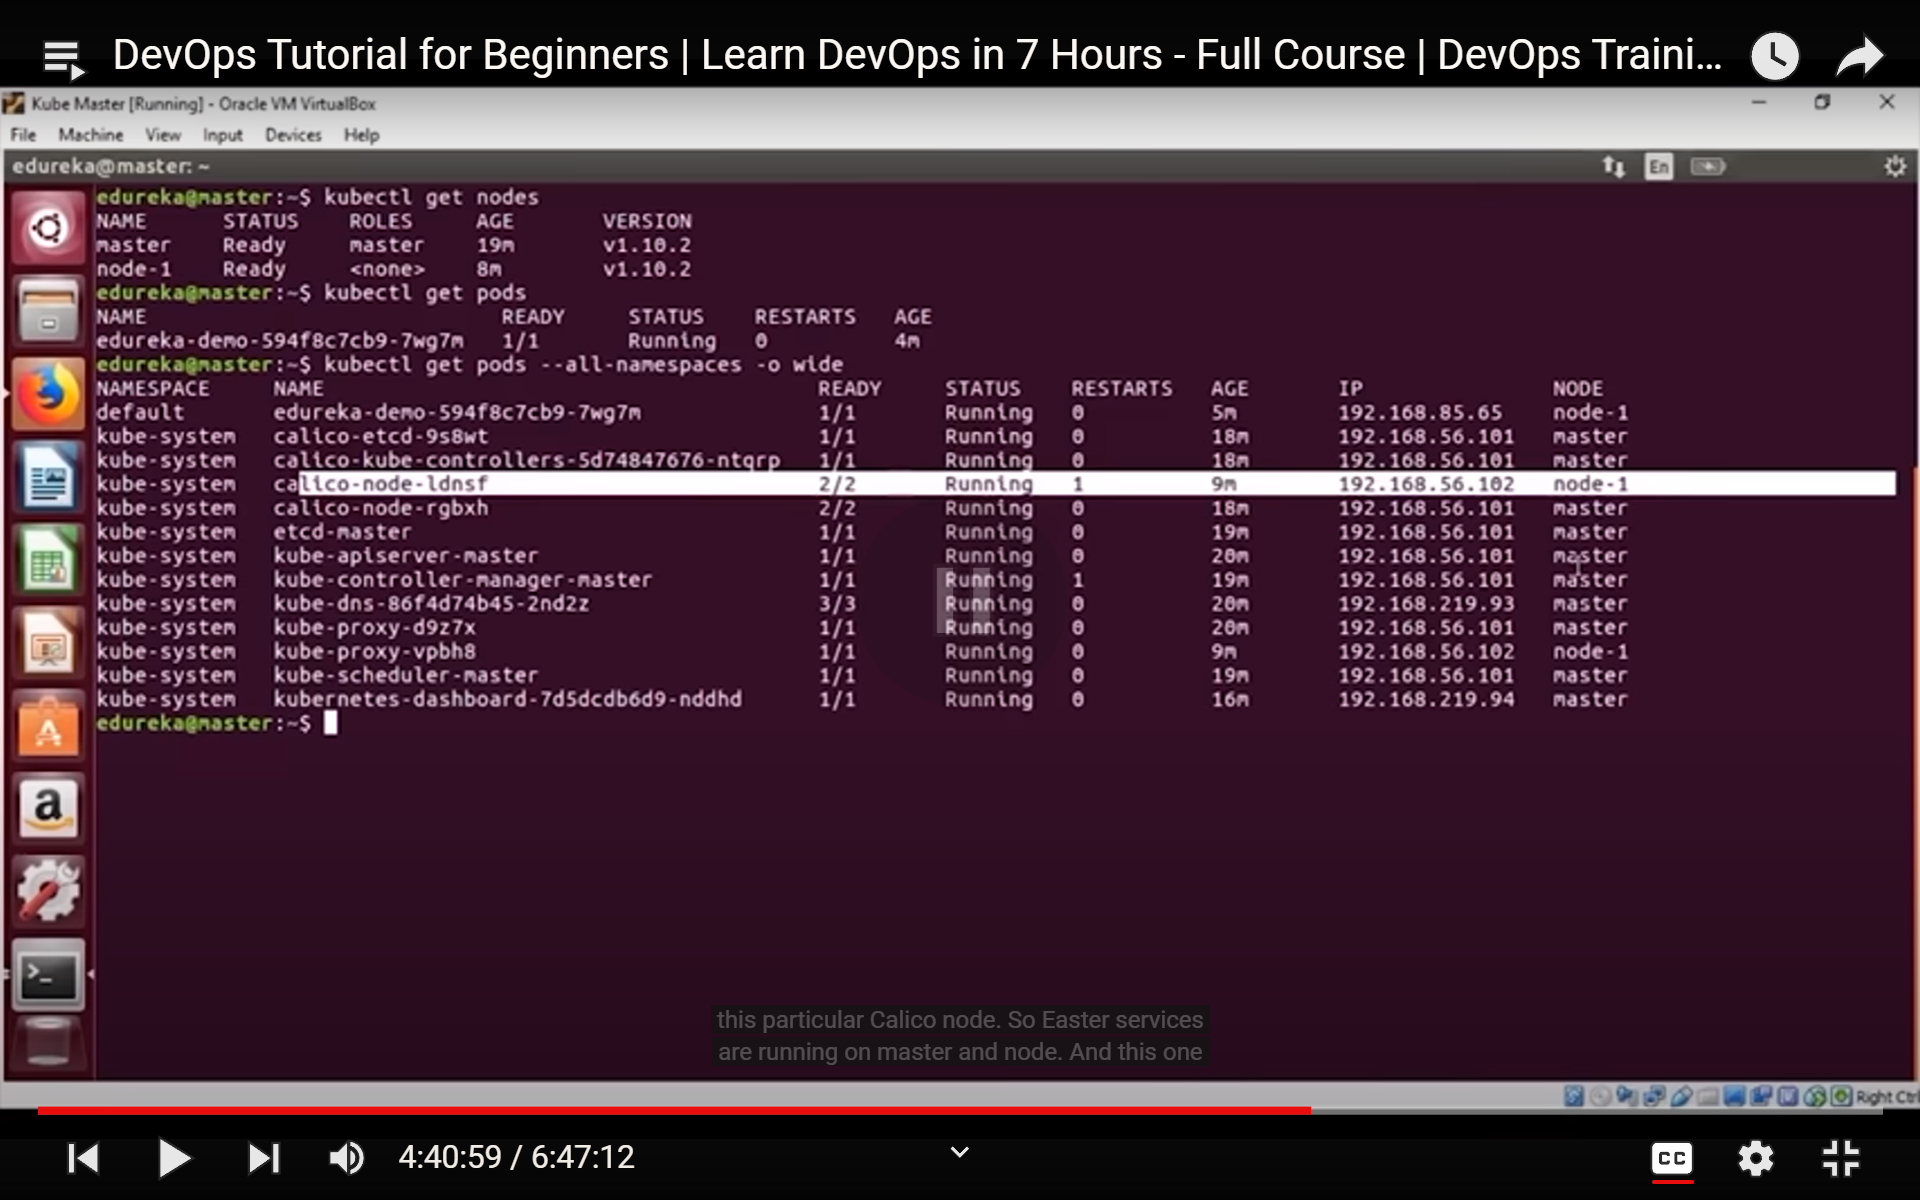 DevOps Tutorial for Beginners | Learn DevOps in 7 Hours - Full Course | DevOps Traini...
Kube Master [Running] - Oracle VM VirtualBox
File Machine View Input Devices Help
edureka@master: ~
En
edureka@master:~$ kubectl get nodes
NAME STATUS ROLES AGE VERSION
master Ready master 19m v1.10.2
node-1 Ready <none> 8m v1.10.2
edureka@master:~$ kubectl get pods
NAME READY STATUS RESTARTS AGE
edureka-demo-594f8c7cb9-7wg7m 1/1 Running 0 4m
edureka@master:~$ kubectl get pods --all-namespaces -o wide
NAMESPACE NAME READY STATUS RESTARTS AGE IP NODE
default edureka-demo-594f8c7cb9-7wg7m 1/1 Running 0 5m 192.168.85.65 node-1
kube-system calico-etcd-9s8wt 1/1 Running 0 18m 192.168.56.101 master
kube-system calico-kube-controllers-5d74847676-ntqrp 1/1 Running 0 18m 192.168.56.101 master
kube-system calico-node-ldnsf 2/2 Running 1 9m 192.168.56.102 node-1
kube-system calico-node-rgbxh 2/2 Running 0 18m 192.168.56.101 master
kube-system etcd-master 1/1 Running 0 19m 192.168.56.101 master
kube-system kube-apiserver-master 1/1 Running 0 20m 192.168.56.101 master
kube-system kube-controller-manager-master 1/1 Running 1 19m 192.168.56.101 master
kube-system kube-dns-86f4d74b45-2nd2z 3/3 Running 0 20m 192.168.219.93 master
kube-system kube-proxy-d9z7x 1/1 Running 0 20m 192.168.56.101 master
kube-system kube-proxy-vpbh8 1/1 Running 0 9m 192.168.56.102 node-1
kube-system kube-scheduler-master 1/1 Running 0 19m 192.168.56.101 master
kube-system kubernetes-dashboard-7d5dcdb6d9-nddhd 1/1 Running 0 16m 192.168.219.94 master
edureka@master:~$
this particular Calico node. So Easter services
are running on master and node. And this one
Right Ctrl
4:40:59 / 6:47:12
CC